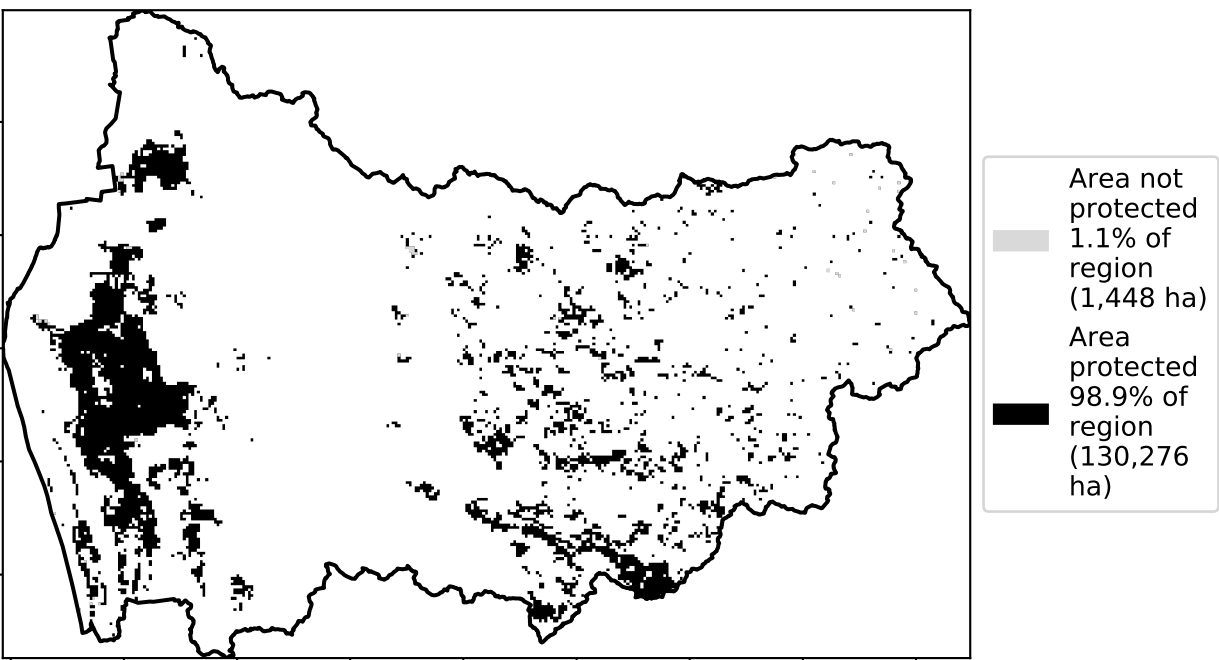 Area not
protected
1.1% of
region
(1,448 ha)
Area
protected
98.9% of
region
(130,276
ha)